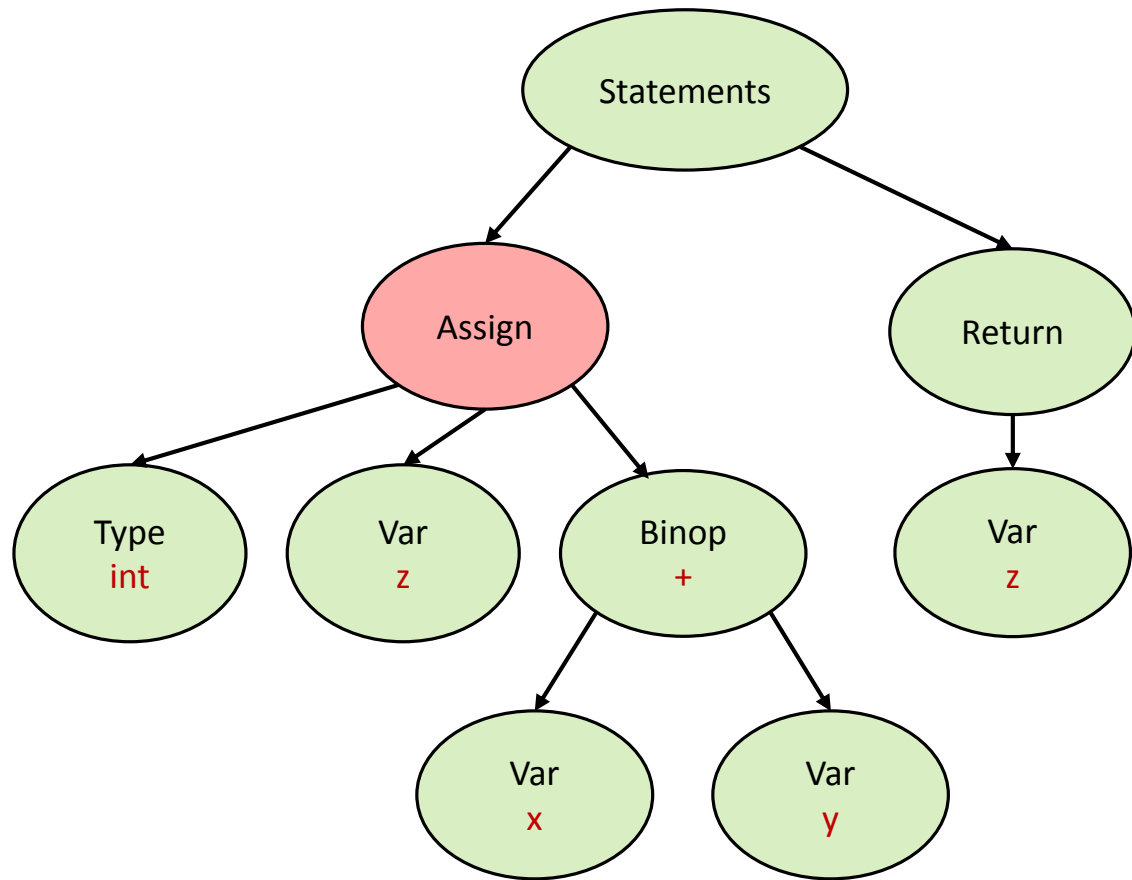 Statements
Assign
Return
Type
int
Var
z
Binop
+
Var
z
Var
x
Var
y